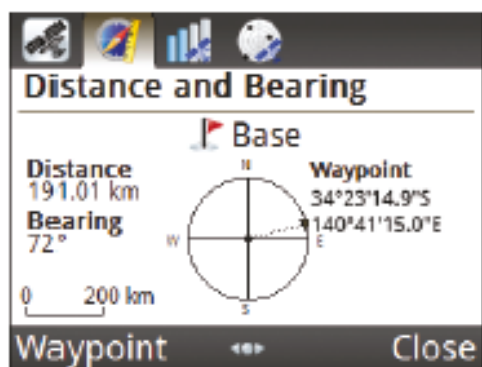 Distance and Bearing
Base
Distance
191.01 km
Bearing
72°
Waypoint
34°23'14.9"S
140°41'15.0"E
N
W
E
S
0 200 km
Waypoint
Close